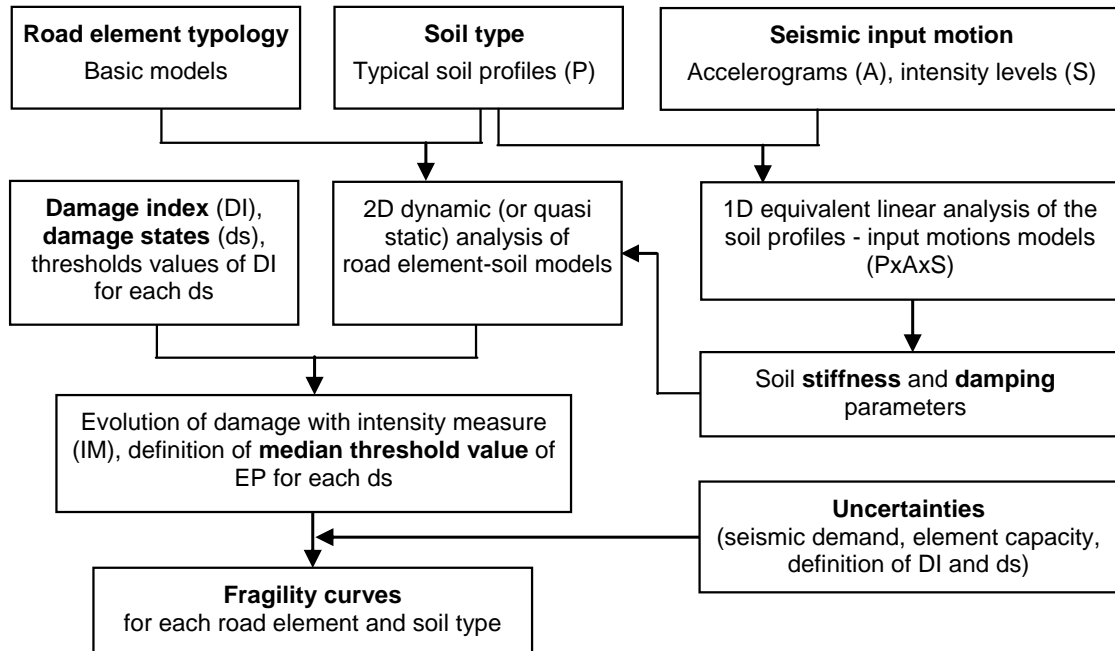 Road element typology
Basic models
Soil type
Typical soil profiles (P)
Seismic input motion
Accelerograms (A), intensity levels (S)
Damage index (DI),
damage states (ds),
thresholds values of DI
for each ds
2D dynamic (or quasi
static) analysis of
road element-soil models
1D equivalent linear analysis of the
soil profiles - input motions models
(PxAxS)
Soil stiffness and damping
parameters
Evolution of damage with intensity measure
(IM), definition of median threshold value of
EP for each ds
Uncertainties
(seismic demand, element capacity,
definition of DI and ds)
Fragility curves
for each road element and soil type